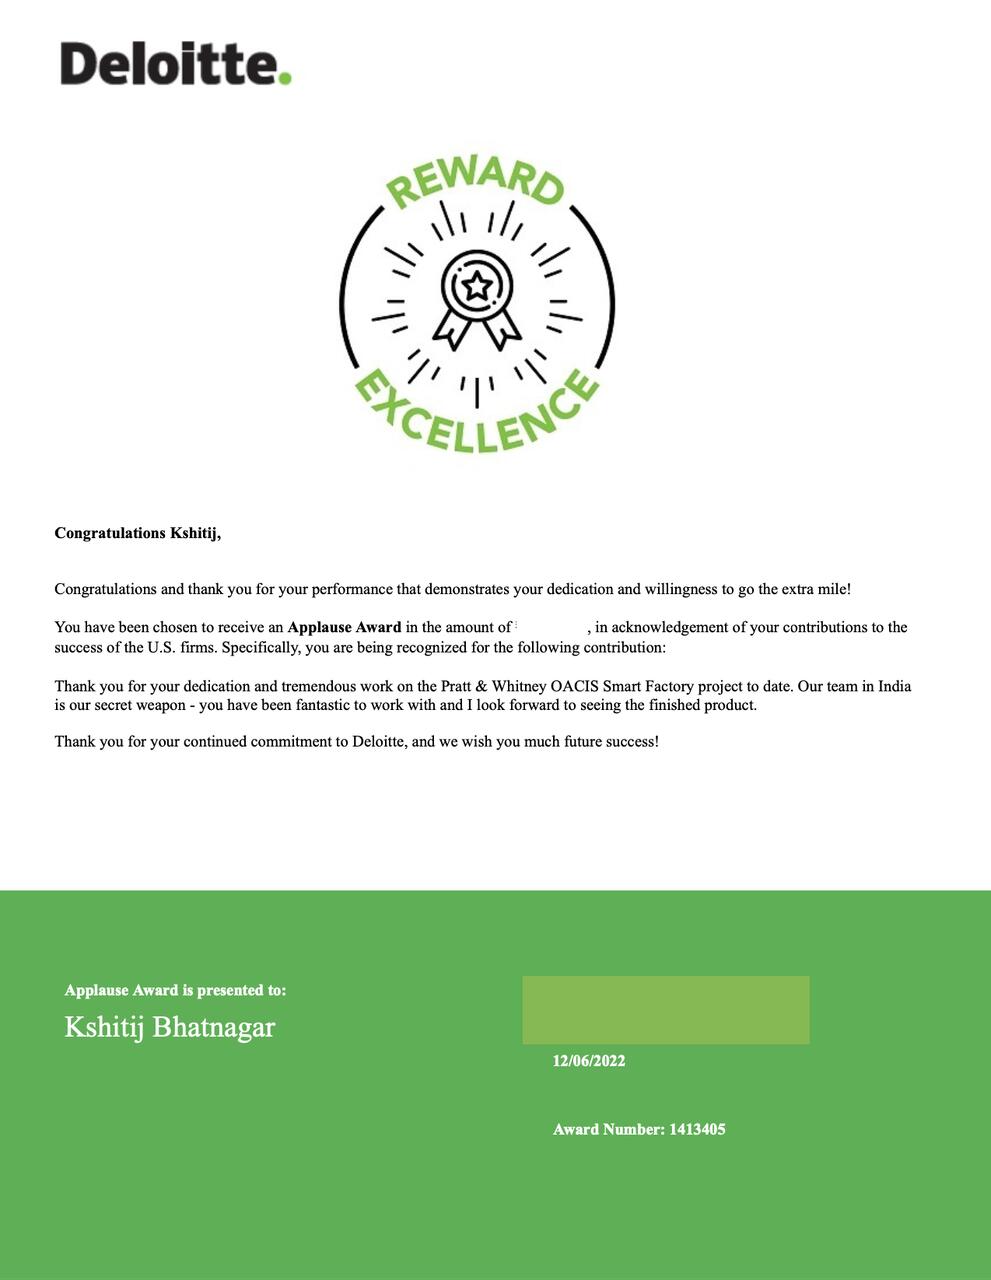 Deloitte.
REWARD
EXCELLENCE
Congratulations Kshitij,
Congratulations and thank you for your performance that demonstrates your dedication and willingness to go the extra mile!
You have been chosen to receive an Applause Award in the amount of , in acknowledgement of your contributions to the
success of the U.S. firms. Specifically, you are being recognized for the following contribution:
Thank you for your dedication and tremendous work on the Pratt & Whitney OACIS Smart Factory project to date. Our team in India
is our secret weapon - you have been fantastic to work with and I look forward to seeing the finished product.
Thank you for your continued commitment to Deloitte, and we wish you much future success!
Applause Award is presented to:
Kshitij Bhatnagar
12/06/2022
Award Number: 1413405